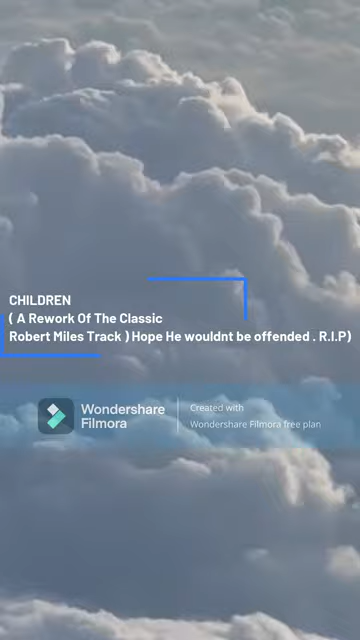 CHILDREN
( A Rework Of The Classic
Robert Miles Track ) Hope He wouldnt be offended . R.I.P)
Wondershare
Filmora
Created with
Wondershare Filmora free plan